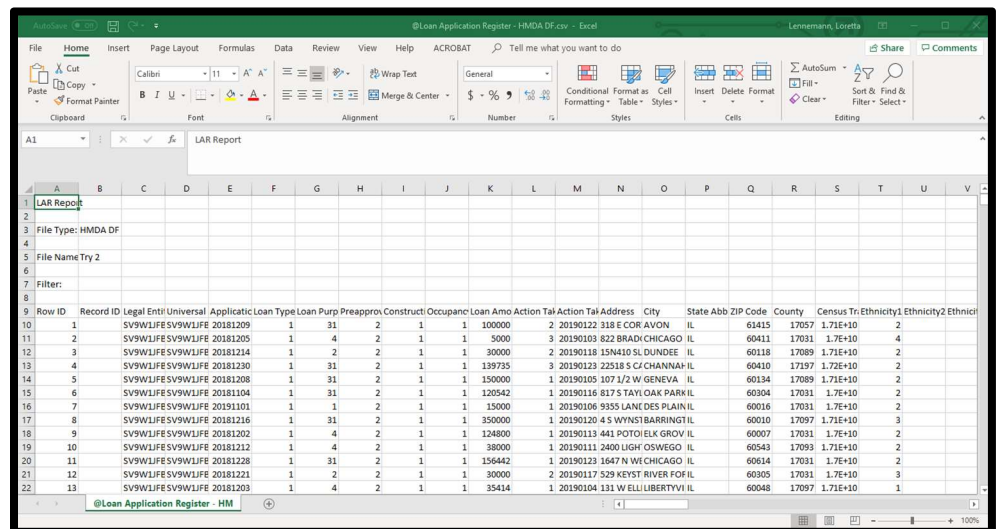 AutoSave Off @Loan Application Register - HMDA DF.csv - Excel Lennemann, Loretta
File Home Insert Page Layout Formulas Data Review View Help ACROBAT Tell me what you want to do Share Comments
Cut
Copy
Paste
Format Painter
Clipboard
Calibri 11 A A
B I U A
Font
Wrap Text
Merge & Center
Alignment
General
$ % 9
Number
Conditional Formatting Format as Table Cell Styles
Styles
Insert Delete Format
Cells
AutoSum
Fill
Clear
Sort & Filter Find & Select
Editing
A1 fx LAR Report
A B C D E F G H I J K L M N O P Q R S T U V
1 LAR Report
2
3 File Type: HMDA DF
4
5 File Name Try 2
6
7 Filter:
8
9 Row ID Record ID Legal Enti Universal Applicatic Loan Type Loan Purp Preapprov Constructi Occupanc Loan Amo Action Tal Action Tal Address City State Abb ZIP Code County Census Tr Ethnicity1 Ethnicity2 Ethnici
10 1 SV9W1JFE SV9W1JFE 20181209 1 31 2 1 1 100000 2 20190122 318 E COR AVON IL 61415 17057 1.71E+10 2
11 2 SV9W1JFE SV9W1JFE 20181205 1 4 2 1 1 5000 3 20190103 822 BRAD CHICAGO IL 60411 17031 1.7E+10 4
12 3 SV9W1JFE SV9W1JFE 20181214 1 2 2 1 1 30000 2 20190118 15N410 SL DUNDEE IL 60118 17089 1.71E+10 2
13 4 SV9W1JFE SV9W1JFE 20181230 1 31 2 1 1 139735 3 20190123 22518 S CA CHANNAH IL 60410 17197 1.72E+10 2
14 5 SV9W1JFE SV9W1JFE 20181208 1 31 2 1 1 150000 1 20190105 107 1/2 W GENEVA IL 60134 17089 1.71E+10 2
15 6 SV9W1JFE SV9W1JFE 20181104 1 31 2 1 1 120542 1 20190116 817 S TAYL OAK PARK IL 60304 17031 1.7E+10 2
16 7 SV9W1JFE SV9W1JFE 20191101 1 1 2 1 1 15000 1 20190106 9355 LAND DES PLAIN IL 60016 17031 1.7E+10 2
17 8 SV9W1JFE SV9W1JFE 20181216 1 31 2 1 1 350000 1 20190120 4 S WYNST BARRINGT IL 60010 17097 1.71E+10 3
18 9 SV9W1JFE SV9W1JFE 20181202 1 4 2 1 1 124800 1 20190113 441 POTO ELK GROV IL 60007 17031 1.7E+10 2
19 10 SV9W1JFE SV9W1JFE 20181212 1 4 2 1 1 38000 1 20190111 2400 LIGH OSWEGO IL 60543 17093 1.71E+10 2
20 11 SV9W1JFE SV9W1JFE 20181228 1 31 2 1 1 156442 1 20190123 1647 N WE CHICAGO IL 60614 17031 1.7E+10 2
21 12 SV9W1JFE SV9W1JFE 20181221 1 2 2 1 1 30000 2 20190117 529 KEYST RIVER FOR IL 60305 17031 1.7E+10 3
22 13 SV9W1JFE SV9W1JFE 20181203 1 4 2 1 1 35414 1 20190104 131 W ELLI LIBERTYVI IL 60048 17097 1.71E+10 1
@Loan Application Register - HM
100%